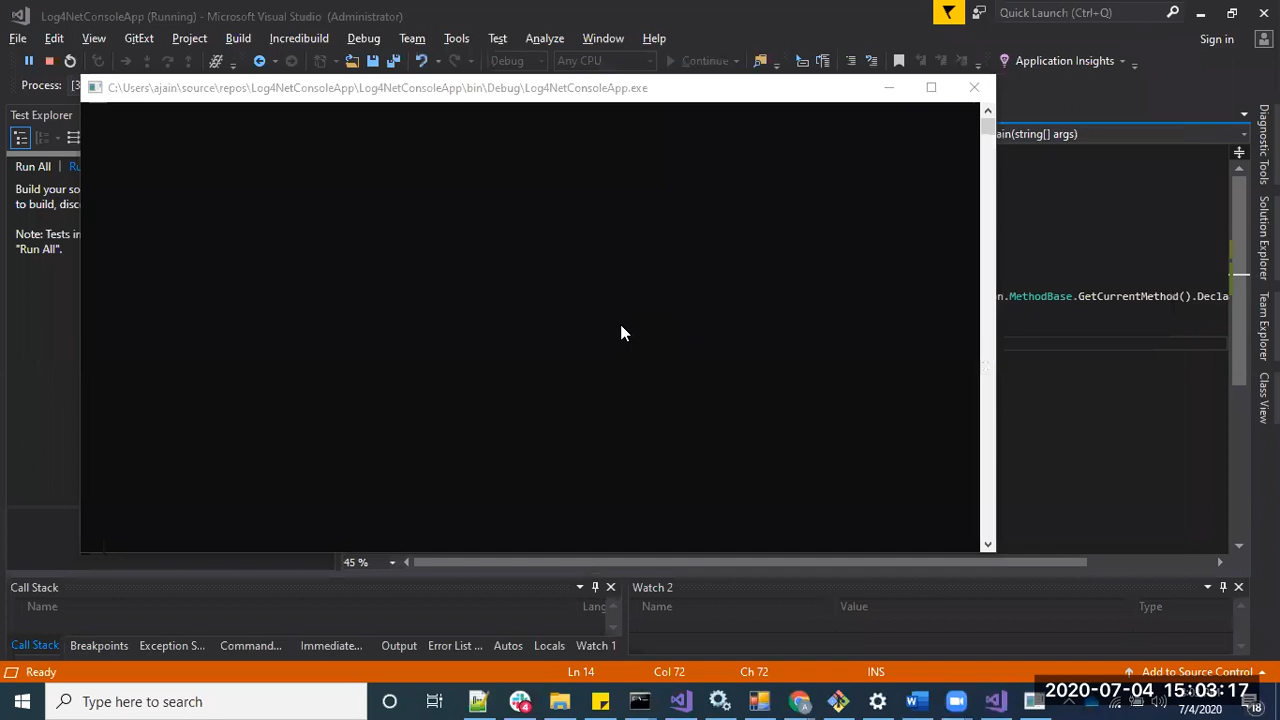 Log4NetConsoleApp (Running) - Microsoft Visual Studio (Administrator)
Quick Launch (Ctrl+Q)
File Edit View GitExt Project Build Incredibuild Debug Team Tools Test Analyze Window Help
Sign in
Debug Any CPU Continue Application Insights
Process: [3
C:\Users\ajain\source\repos\Log4NetConsoleApp\Log4NetConsoleApp\bin\Debug\Log4NetConsoleApp.exe
Test Explorer
ain(string[] args)
Run All | Ru
Build your so
to build, disc
Note: Tests in
"Run All".
n.MethodBase.GetCurrentMethod().Decla
Diagnostic Tools
Solution Explorer
Team Explorer
Class View
45 %
Call Stack
Name Lang
Watch 2
Name Value Type
Call Stack Breakpoints Exception S... Command... Immediate... Output Error List ... Autos Locals Watch 1
Ready Ln 14 Col 72 Ch 72 INS Add to Source Control
Type here to search
4
2020-07-04 15:03:17
7/4/2020
18